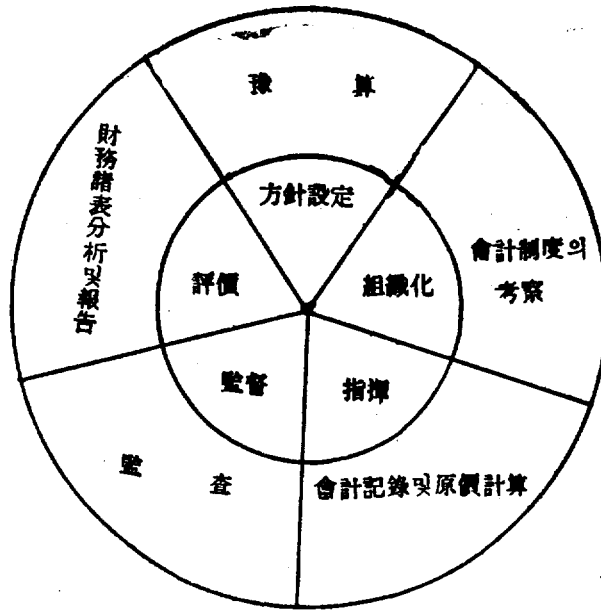 豫算
方針設定
財務諸表分析및報告
評價
組織化
會計制度의
考察
監督
指揮
監査
會計記錄및原價計算